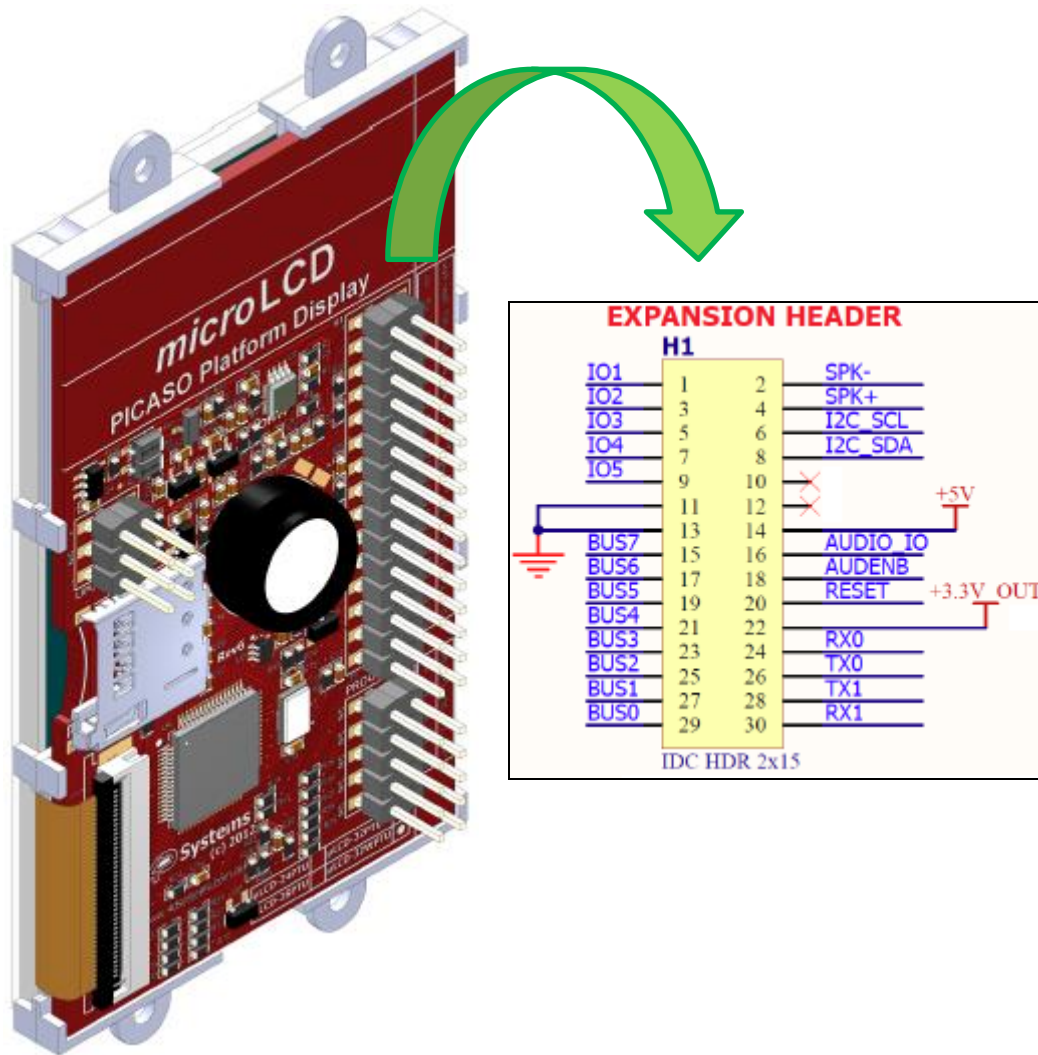 microLCD
PICASO Platform Display
Rev6
Systems
(c) 2012
EXPANSION HEADER
H1
IO1 1 2 SPK-
IO2 3 4 SPK+
IO3 5 6 I2C_SCL
IO4 7 8 I2C_SDA
IO5 9 10
11 12 +5V
13 14
BUS7 15 16 AUDIO_IO
BUS6 17 18 AUDENB
BUS5 19 20 RESET +3.3V_OUT
BUS4 21 22
BUS3 23 24 RX0
BUS2 25 26 TX0
BUS1 27 28 TX1
BUS0 29 30 RX1
IDC HDR 2x15